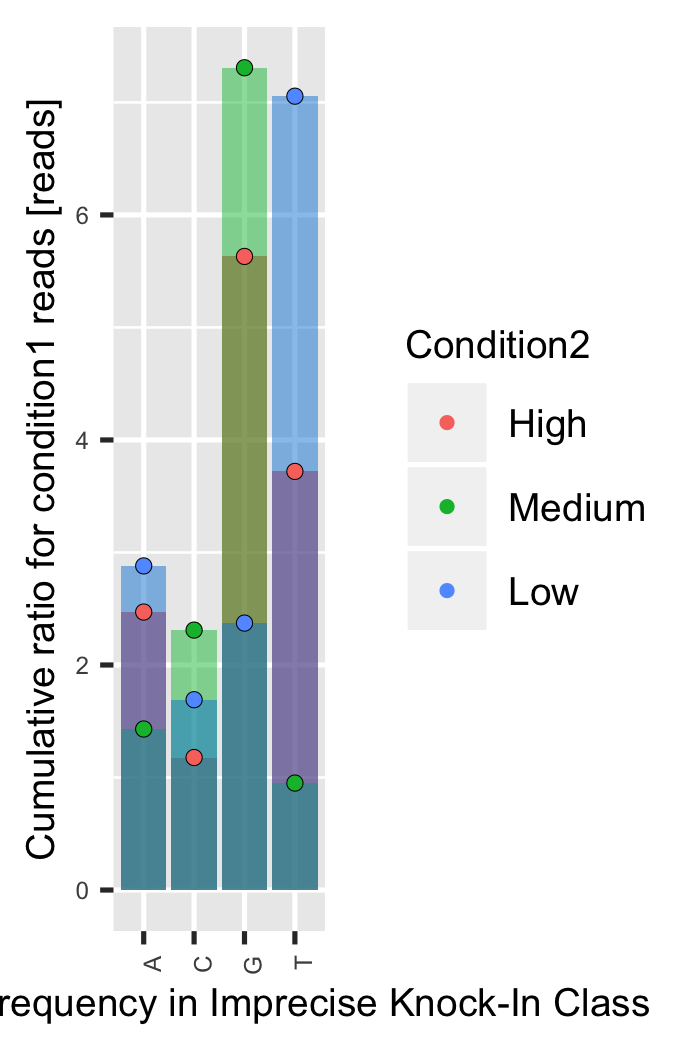 Cumulative ratio for condition1 reads [reads]
6
4
2
0
A
C
G
T
requency in Imprecise Knock-In Class
Condition2
High
Medium
Low